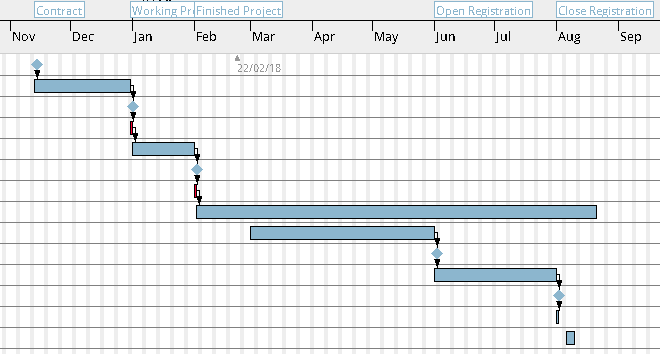 Contract
Working Pr
Finished Project
Open Registration
Close Registration
Nov Dec Jan Feb Mar Apr May Jun Jul Aug Sep
22/02/18